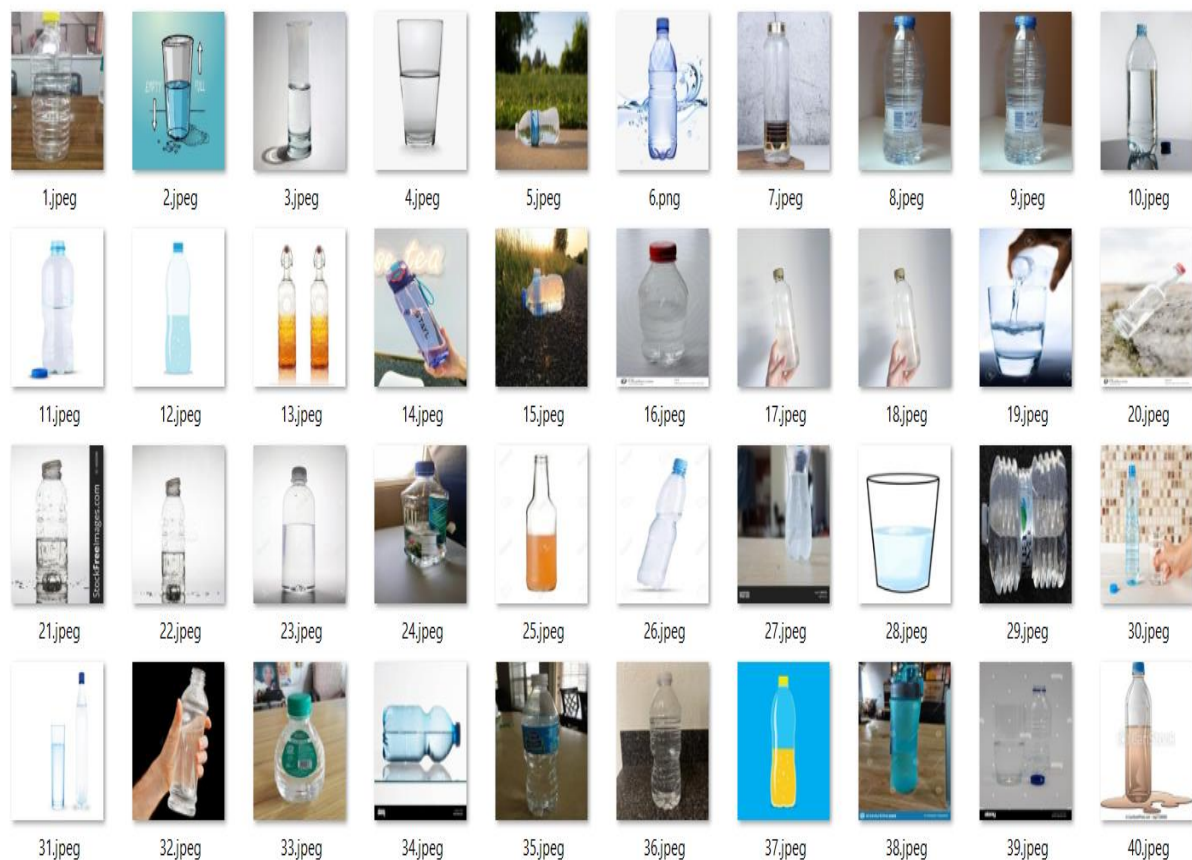 1.jpeg 2.jpeg 3.jpeg 4.jpeg 5.jpeg 6.png 7.jpeg 8.jpeg 9.jpeg 10.jpeg
11.jpeg 12.jpeg 13.jpeg 14.jpeg 15.jpeg 16.jpeg 17.jpeg 18.jpeg 19.jpeg 20.jpeg
StockFreeImages.com
21.jpeg 22.jpeg 23.jpeg 24.jpeg 25.jpeg 26.jpeg 27.jpeg 28.jpeg 29.jpeg 30.jpeg
31.jpeg 32.jpeg 33.jpeg 34.jpeg 35.jpeg 36.jpeg 37.jpeg 38.jpeg 39.jpeg 40.jpeg